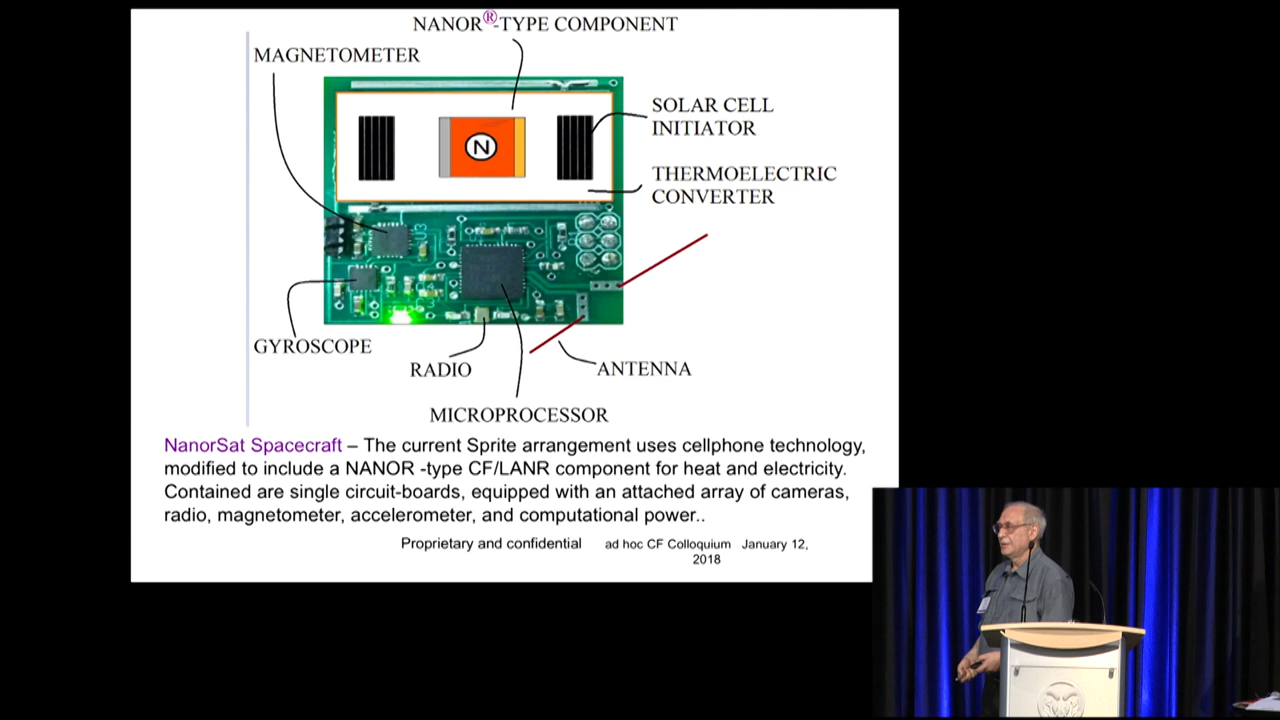 NANOR®-TYPE COMPONENT
MAGNETOMETER
SOLAR CELL
INITIATOR
N
THERMOELECTRIC
CONVERTER
U3
GYROSCOPE
RADIO
ANTENNA
MICROPROCESSOR
NanorSat Spacecraft – The current Sprite arrangement uses cellphone technology,
modified to include a NANOR -type CF/LANR component for heat and electricity.
Contained are single circuit-boards, equipped with an attached array of cameras,
radio, magnetometer, accelerometer, and computational power..
Proprietary and confidential ad hoc CF Colloquium January 12,
2018